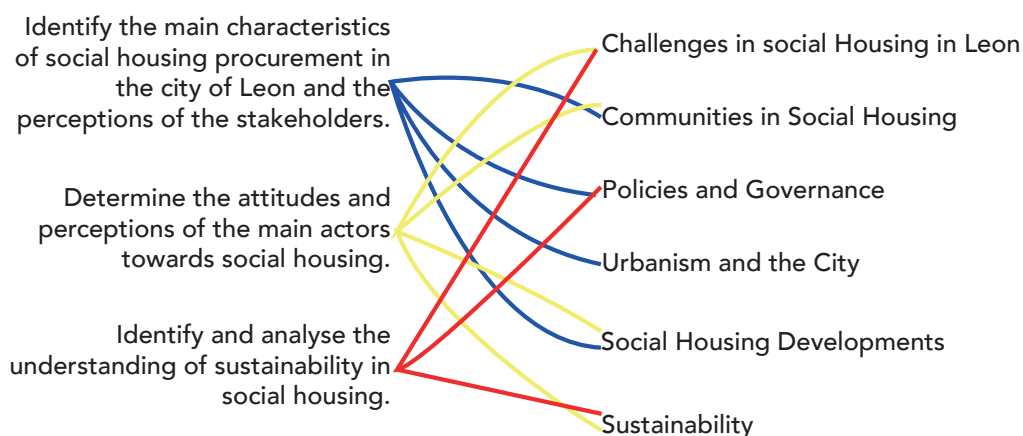 Identify the main characteristics
of social housing procurement in
the city of Leon and the
perceptions of the stakeholders.
Determine the attitudes and
perceptions of the main actors
towards social housing.
Identify and analyse the
understanding of sustainability in
social housing.
Challenges in social Housing in Leon
Communities in Social Housing
Policies and Governance
Urbanism and the City
Social Housing Developments
Sustainability